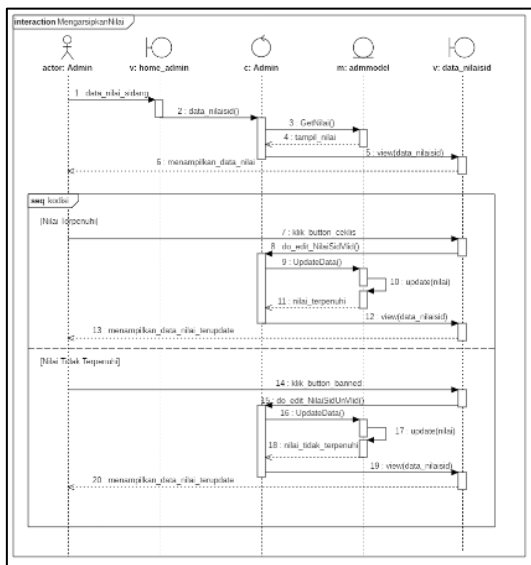 interaction MengarsipkanNilai
actor: Admin
v: home_admin
c: Admin
m: admmodel
v: data_nilaisid
1 : data_nilai_sidang
2 : data_nilaisid()
3 : GetNilai()
4 : tampil_nilai
5 : view(data_nilaisid)
6 : menampilkan_data_nilai
seq kodisi
[Nilai Terpenuhi]
7 : klik_button_ceklis
8 : do_edit_NilaiSidVlid()
9 : UpdateData()
10 : update(nilai)
11 : nilai_terpenuhi
12 : view(data_nilaisid)
13 : menampilkan_data_nilai_terupdate
[Nilai Tidak Terpenuhi]
14 : klik_button_banned
15 : do_edit_NilaiSidUnVlid()
16 : UpdateData()
17 : update(nilai)
18 : nilai_tidak_terpenuhi
19 : view(data_nilaisid)
20 : menampilkan_data_nilai_terupdate